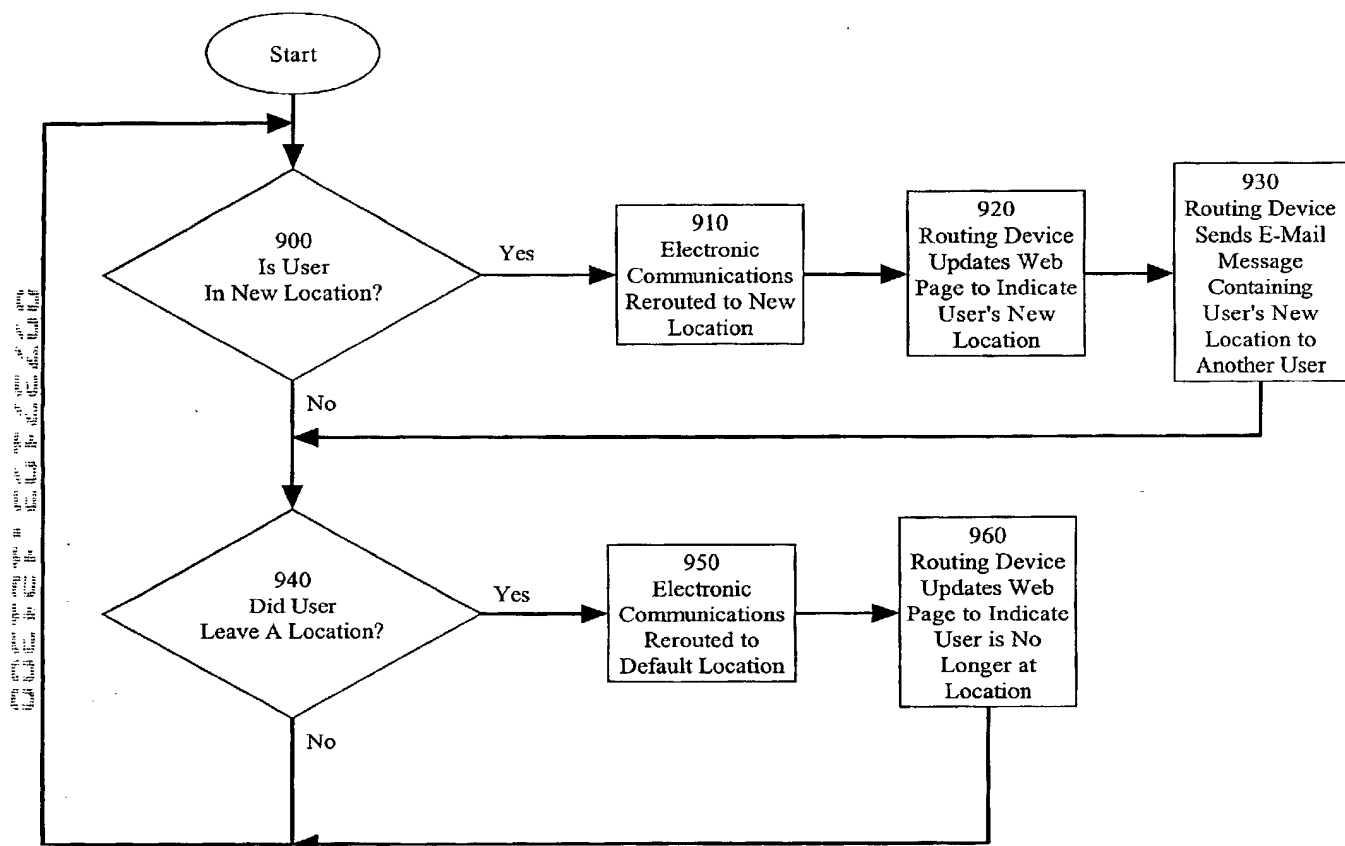 Start
900
Is User
In New Location?
Yes
910
Electronic
Communications
Rerouted to New
Location
920
Routing Device
Updates Web
Page to Indicate
User's New
Location
930
Routing Device
Sends E-Mail
Message
Containing
User's New
Location to
Another User
No
940
Did User
Leave A Location?
Yes
950
Electronic
Communications
Rerouted to
Default Location
960
Routing Device
Updates Web
Page to Indicate
User is No
Longer at
Location
No